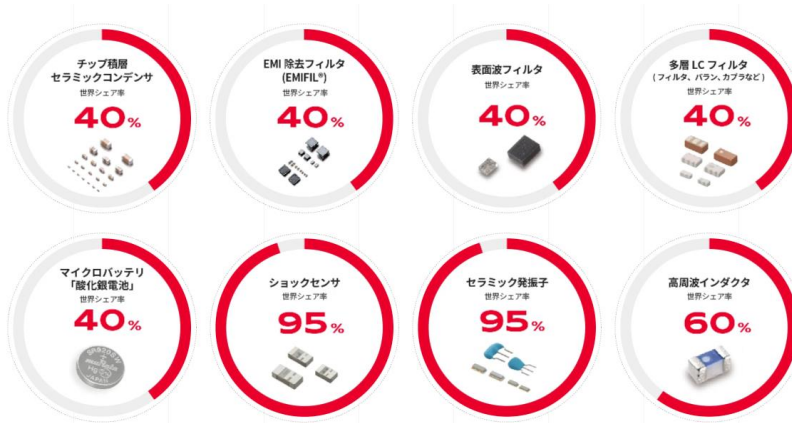 チップ積層
セラミックコンデンサ
世界シェア率
40%
EMI 除去フィルタ
(EMIFIL®)
世界シェア率
40%
表面波フィルタ
世界シェア率
40%
多層 LC フィルタ
( フィルタ、バラン、カプラなど )
世界シェア率
40%
マイクロバッテリ
「酸化銀電池」
世界シェア率
40%
ショックセンサ
世界シェア率
95%
セラミック発振子
世界シェア率
95%
高周波インダクタ
世界シェア率
60%